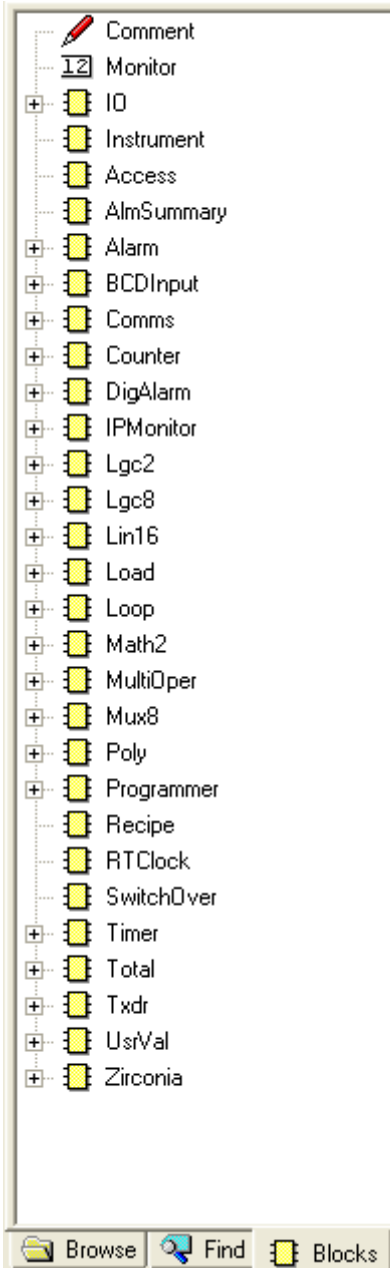 Comment
12 Monitor
IO
Instrument
Access
AlmSummary
Alarm
BCDInput
Comms
Counter
DigAlarm
IPMonitor
Lgc2
Lgc8
Lin16
Load
Loop
Math2
MultiOper
Mux8
Poly
Programmer
Recipe
RTClock
SwitchOver
Timer
Total
Txdr
UsrVal
Zirconia
Browse Find Blocks